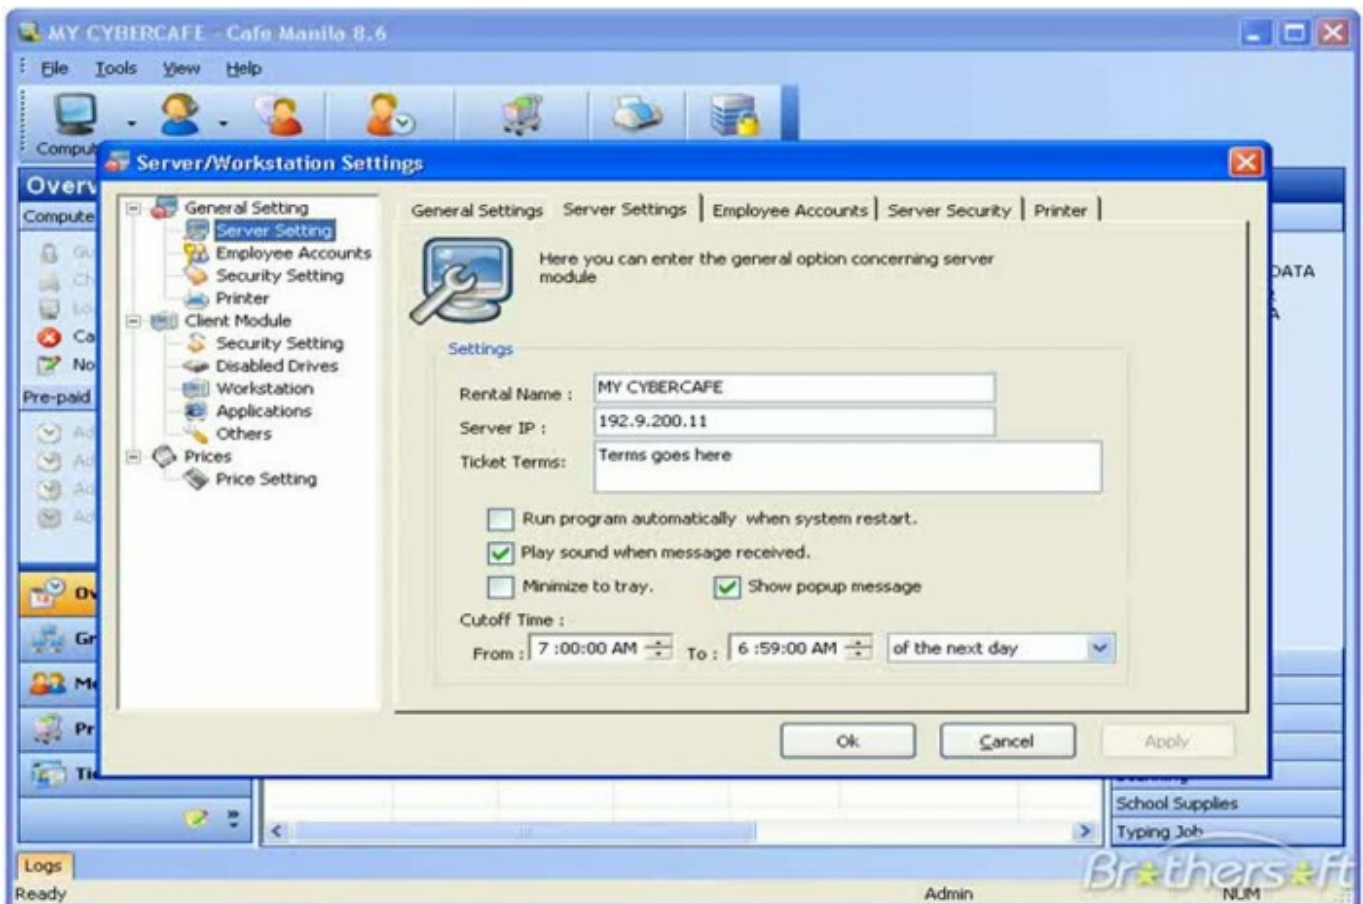 MY CYBERCAFE - Cafe Manila 8.6
File Tools View Help
Server/Workstation Settings
General Setting
Server Setting
Employee Accounts
Security Setting
Printer
Client Module
Security Setting
Disabled Drives
Workstation
Applications
Others
Prices
Price Setting
General Settings Server Settings Employee Accounts Server Security Printer
Here you can enter the general option concerning server
module
Settings
Rental Name : MY CYBERCAFE
Server IP : 192.9.200.11
Ticket Terms: Terms goes here
Run program automatically when system restart.
Play sound when message received.
Minimize to tray. Show popup message
Cutoff Time :
From : 7 :00:00 AM To : 6 :59:00 AM of the next day
Ok Cancel Apply
Pre-paid
DATA
School Supplies
Typing Job
Logs
Ready Admin NUM
Brothersoft